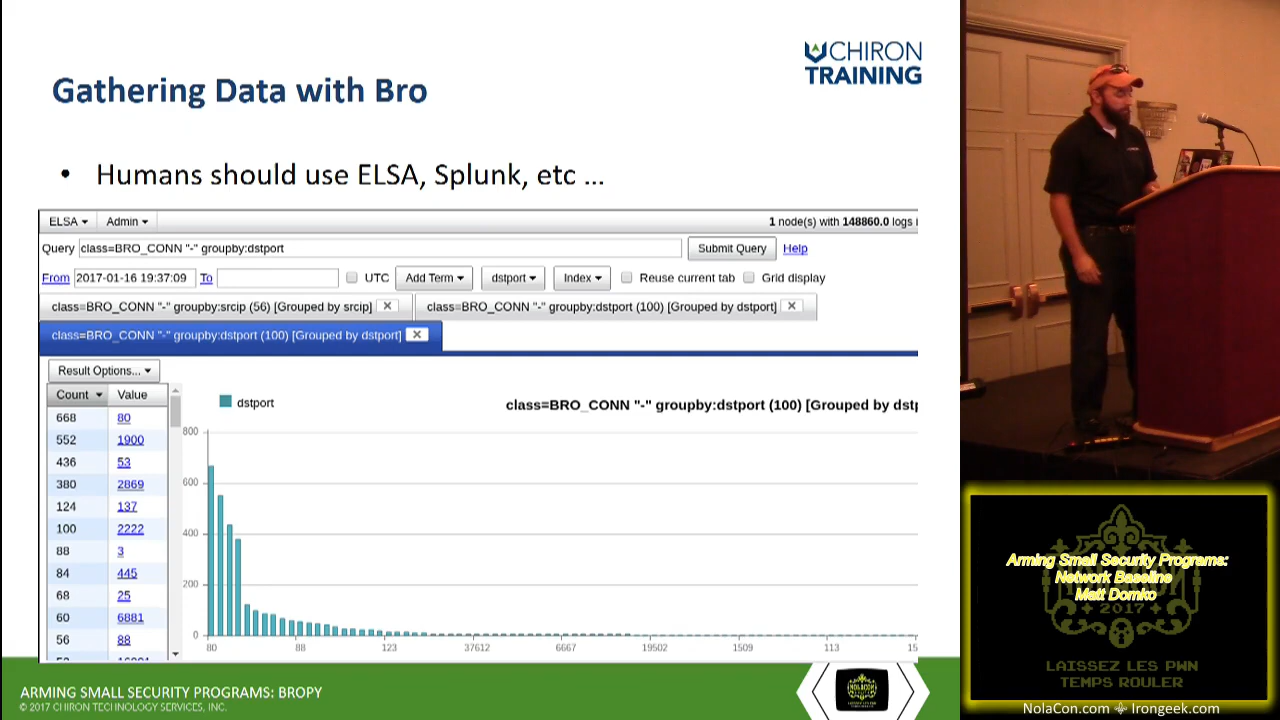 CHIRON
TRAINING
Gathering Data with Bro
• Humans should use ELSA, Splunk, etc ...
ELSA Admin 1 node(s) with 148860.0 logs i
Query class=BRO_CONN "-" groupby:dstport Submit Query Help
From 2017-01-16 19:37:09 To UTC Add Term dstport Index Reuse current tab Grid display
class=BRO_CONN "-" groupby:srcip (56) [Grouped by srcip] class=BRO_CONN "-" groupby:dstport (100) [Grouped by dstport]
class=BRO_CONN "-" groupby:dstport (100) [Grouped by dstport]
Result Options...
Count Value
668 80
552 1900
436 53
380 2869
124 137
100 2222
88 3
84 445
68 25
60 6881
56 88
dstport
class=BRO_CONN "-" groupby:dstport (100) [Grouped by dstp
800
600
400
200
0
80 88 123 37612 6667 19502 1509 113 15
ARMING SMALL SECURITY PROGRAMS: BROPY
© 2017 CHIRON TECHNOLOGY SERVICES, INC.
Arming Small Security Programs:
Network Baseline
Matt Domko
2017
LAISSEZ LES PWN
TEMPS ROULER
NolaCon.com Irongeek.com